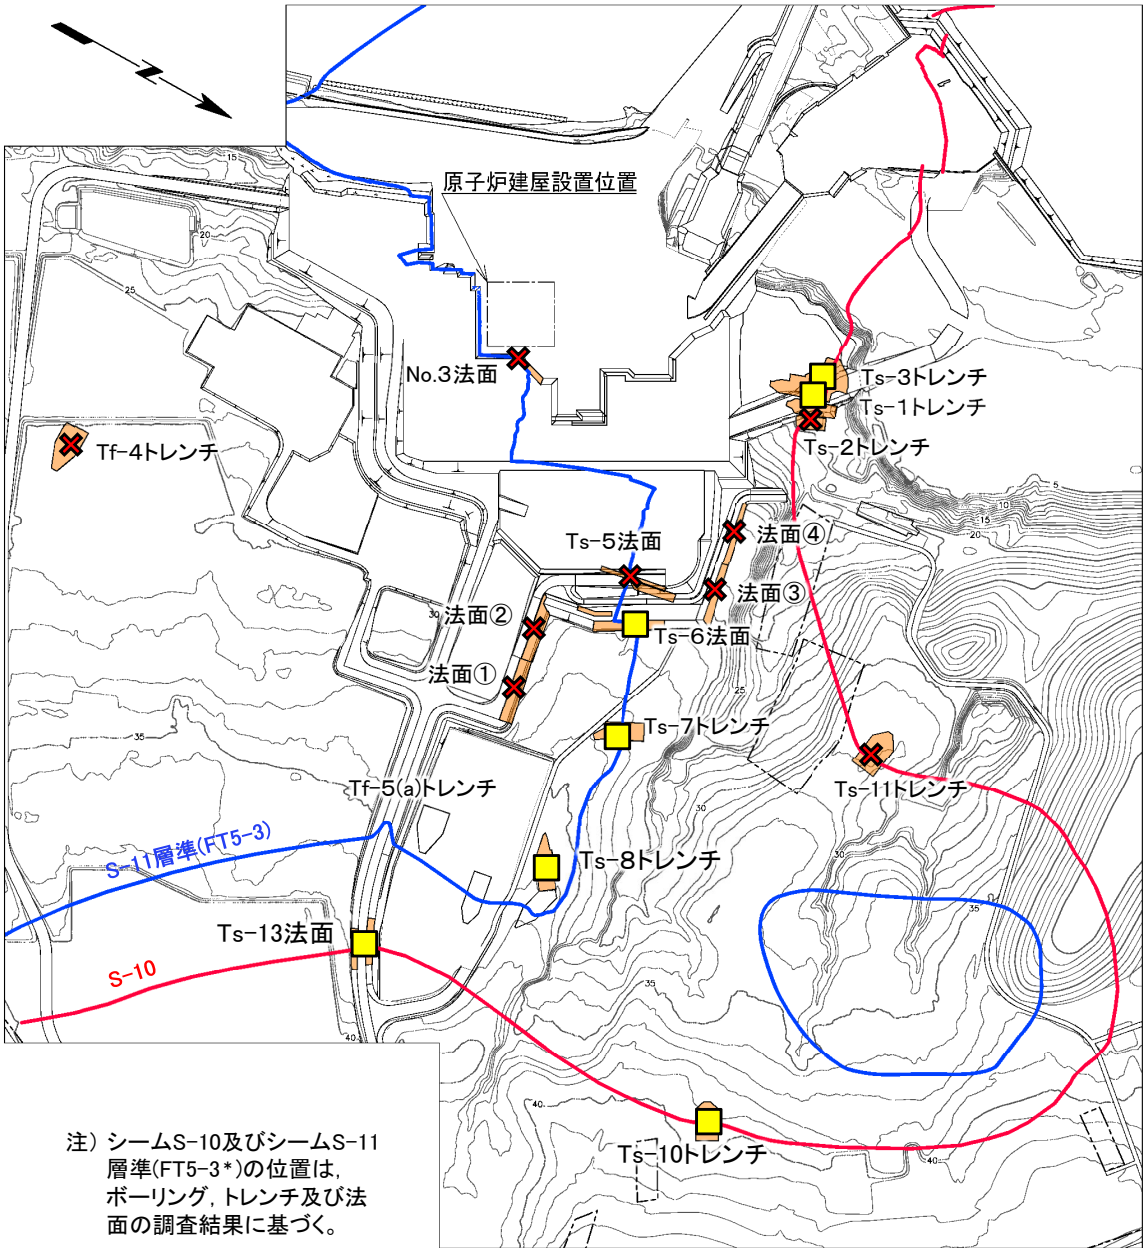 N
15
原子炉建屋設置位置
20
25
No.3法面
Ts-3トレンチ
Ts-1トレンチ
Ts-2トレンチ
Tf-4トレンチ
5
10
15
20
法面④
Ts-5法面
法面③
30
法面②
Ts-6法面
法面①
25
Ts-7トレンチ
35
Tf-5(a)トレンチ
Ts-11トレンチ
30
S-11層準(FT5-3)
Ts-8トレンチ
30
35
35
Ts-13法面
S-10
35
40
40
Ts-10トレンチ
40
注) シームS-10及びシームS-11
層準(FT5-3*)の位置は,
ボーリング, トレンチ及び法
面の調査結果に基づく。